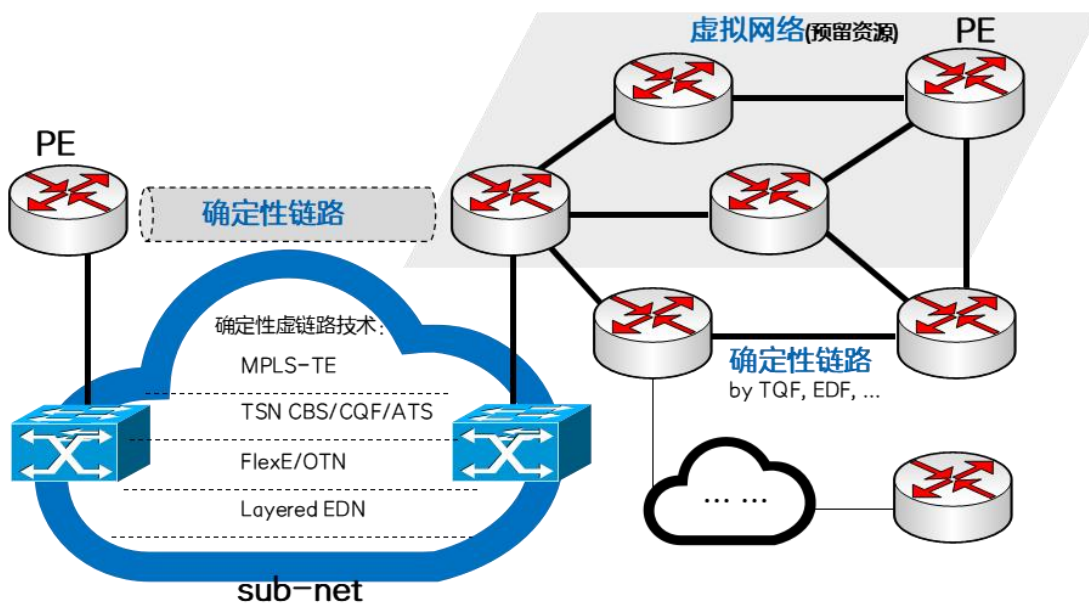 虚拟网络(预留资源)
PE
PE
确定性链路
确定性虚链路技术:
MPLS-TE
TSN CBS/CQF/ATS
FlexE/OTN
Layered EDN
sub-net
确定性链路
by TQF, EDF, ...
... ...